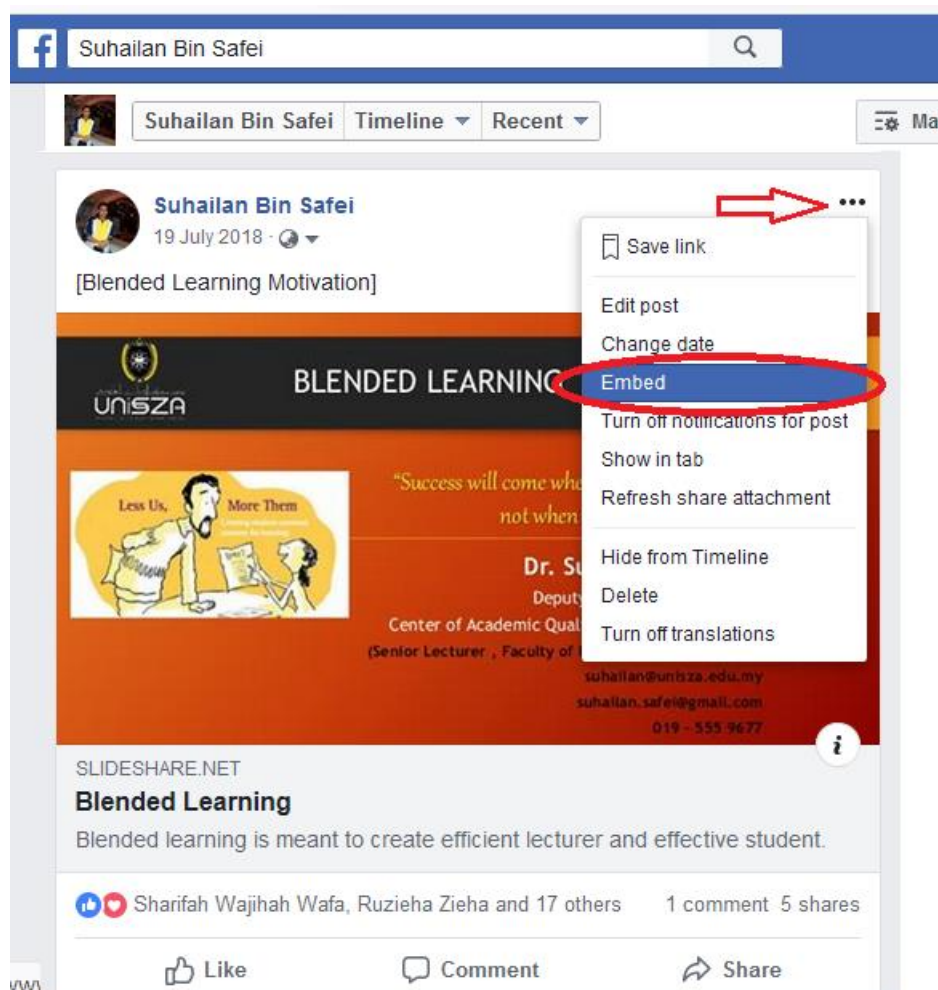 f Suhailan Bin Safei
Suhailan Bin Safei Timeline Recent Ma
Suhailan Bin Safei
19 July 2018 ·
[Blended Learning Motivation]
Save link
Edit post
Change date
Embed
Turn off notifications for post
Show in tab
Refresh share attachment
Hide from Timeline
Delete
Turn off translations
UniSZA
BLENDED LEARNING
Less Us, More Them
"Success will come whe
not when
Dr. Su
Deputy
Center of Academic Qual
(Senior Lecturer , Faculty of
suhailan@unisza.edu.my
suhailan.safei@gmail.com
019 - 555 9677
i
SLIDESHARE.NET
Blended Learning
Blended learning is meant to create efficient lecturer and effective student.
Sharifah Wajihah Wafa, Ruzieha Zieha and 17 others 1 comment 5 shares
Like Comment Share